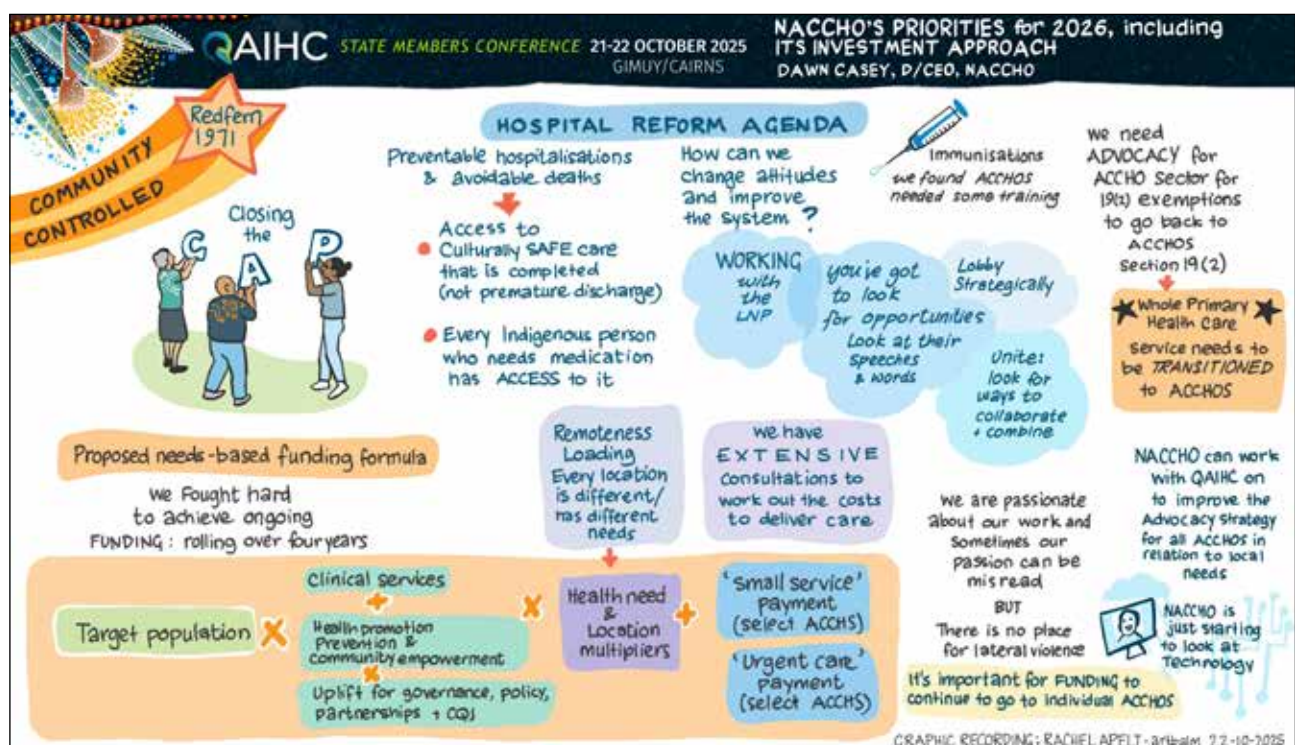 QAIHC STATE MEMBERS CONFERENCE 21-22 OCTOBER 2025
GIMUY/CAIRNS
NACCHO'S PRIORITIES for 2026, including
ITS INVESTMENT APPROACH
DAWN CASEY, D/CEO, NACCHO
Redfern
1971
COMMUNITY
CONTROLLED
Closing
the
GAP
HOSPITAL REFORM AGENDA
Preventable hospitalisations
& avoidable deaths
Access to
Culturally SAFE care
that is completed
(not premature discharge)
Every Indigenous person
who needs medication
has ACCESS to it
How can we
change attitudes
and improve
the system?
WORKING
with
the
LNP
you've got
to look
for opportunities
Look at their
speeches
& words
Lobby
Strategically
Unite:
look for
ways to
collaborate
+ combine
Immunisations
we found ACCHOS
needed some training
we need
ADVOCACY for
ACCHO Sector for
19(2) exemptions
to go back to
ACCHOS
Section 19 (2)
Whole Primary
Health Care
Service needs to
be TRANSITIONED
to ACCHOS
Proposed needs-based funding formula
we Fought hard
to achieve ongoing
FUNDING: rolling over four years
Remoteness
Loading
Every location
is different/
has different
needs
we have
EXTENSIVE
Consultations to
work out the costs
to deliver care
Target population
×
Clinical services
+
Health promotion
Prevention &
community empowerment
×
Uplift for governance, policy,
partnerships + CQI
×
Health need
&
Location
multipliers
+
'Small service'
payment
(select ACCHS)
'Urgent care'
payment
(select ACCHS)
we are passionate
about our work and
sometimes our
passion can be
misread
BUT
There is no place
for lateral violence
It's important for FUNDING to
continue to go to individual ACCHOS
NACCHO can work
with QAIHC on
to improve the
Advocacy Strategy
for all ACCHOS in
relation to local
needs
NACCHO is
just starting
to look at
Technology
GRAPHIC RECORDING: RACHEL APELT - artbalm 22-10-2025